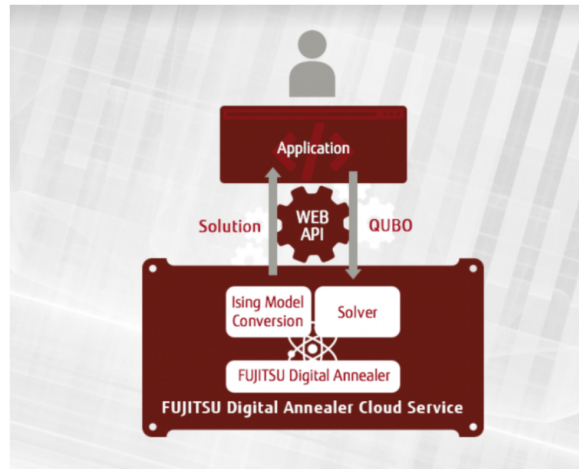 Application
Solution
WEB
API
QUBO
Ising Model
Conversion
Solver
FUJITSU Digital Annealer
FUJITSU Digital Annealer Cloud Service